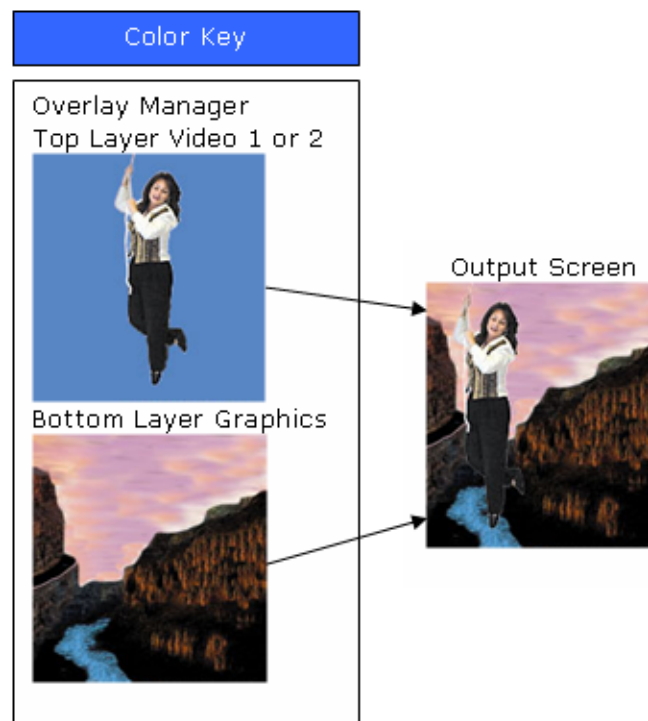 Color Key
Overlay Manager
Top Layer Video 1 or 2
Output Screen
Bottom Layer Graphics